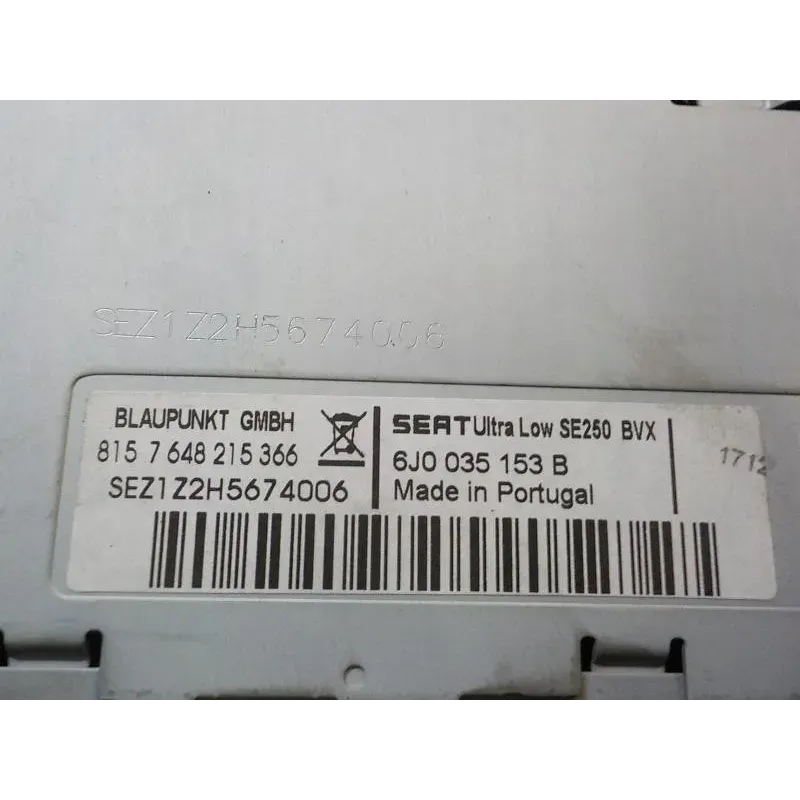 SEZ1Z2H5674006
BLAUPUNKT GMBH
815 7 648 215 366
SEZ1Z2H5674006
SEAT Ultra Low SE250 BVX
6J0 035 153 B
Made in Portugal
1712